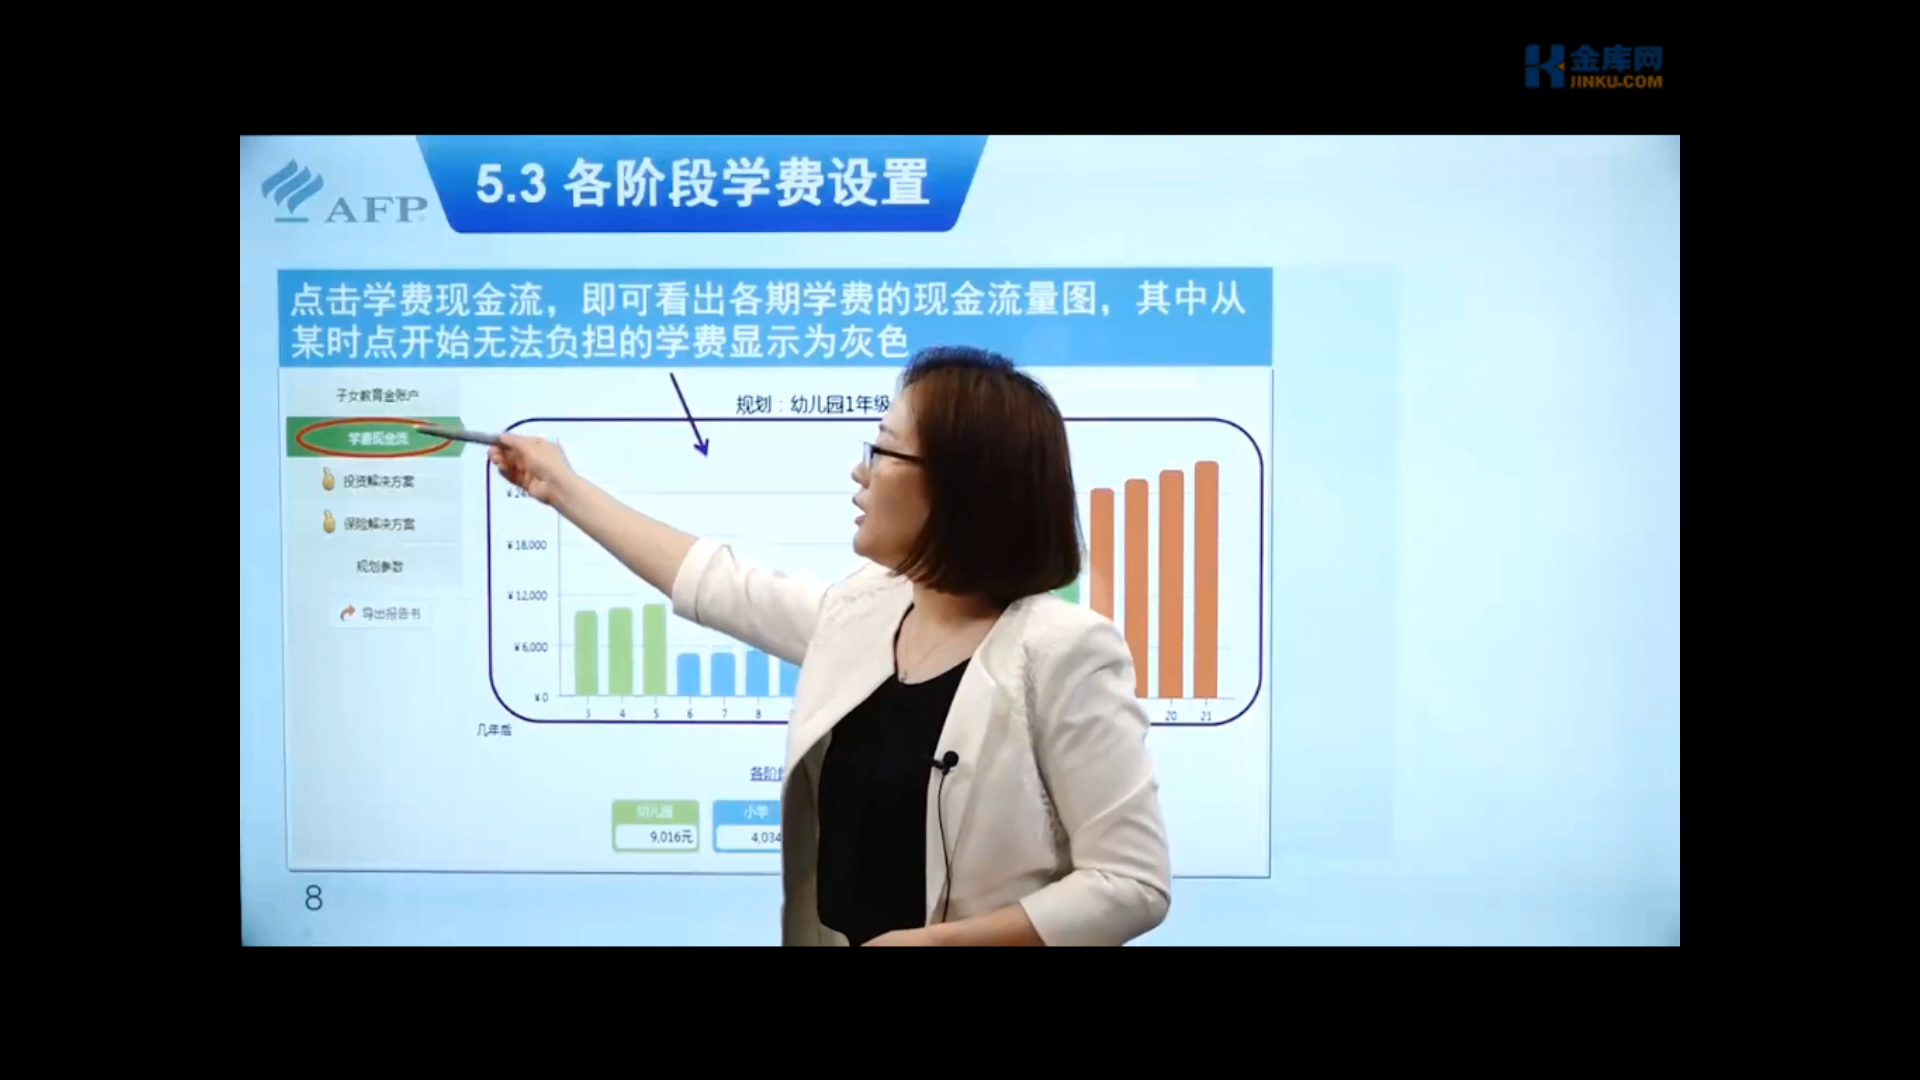 金库网
JINKU.COM
AFP
5.3 各阶段学费设置
点击学费现金流，即可看出各期学费的现金流量图，其中从
某时点开始无法负担的学费显示为灰色
子女教育金账户
学费现金流
投资解决方案
保险解决方案
规划参数
导出报告书
规划：幼儿园1年级
¥18,000
¥12,000
¥6,000
¥0
3 4 5 6 7 8 20 21
几年后
各阶
幼儿园 小学
9,016元 4,034
8